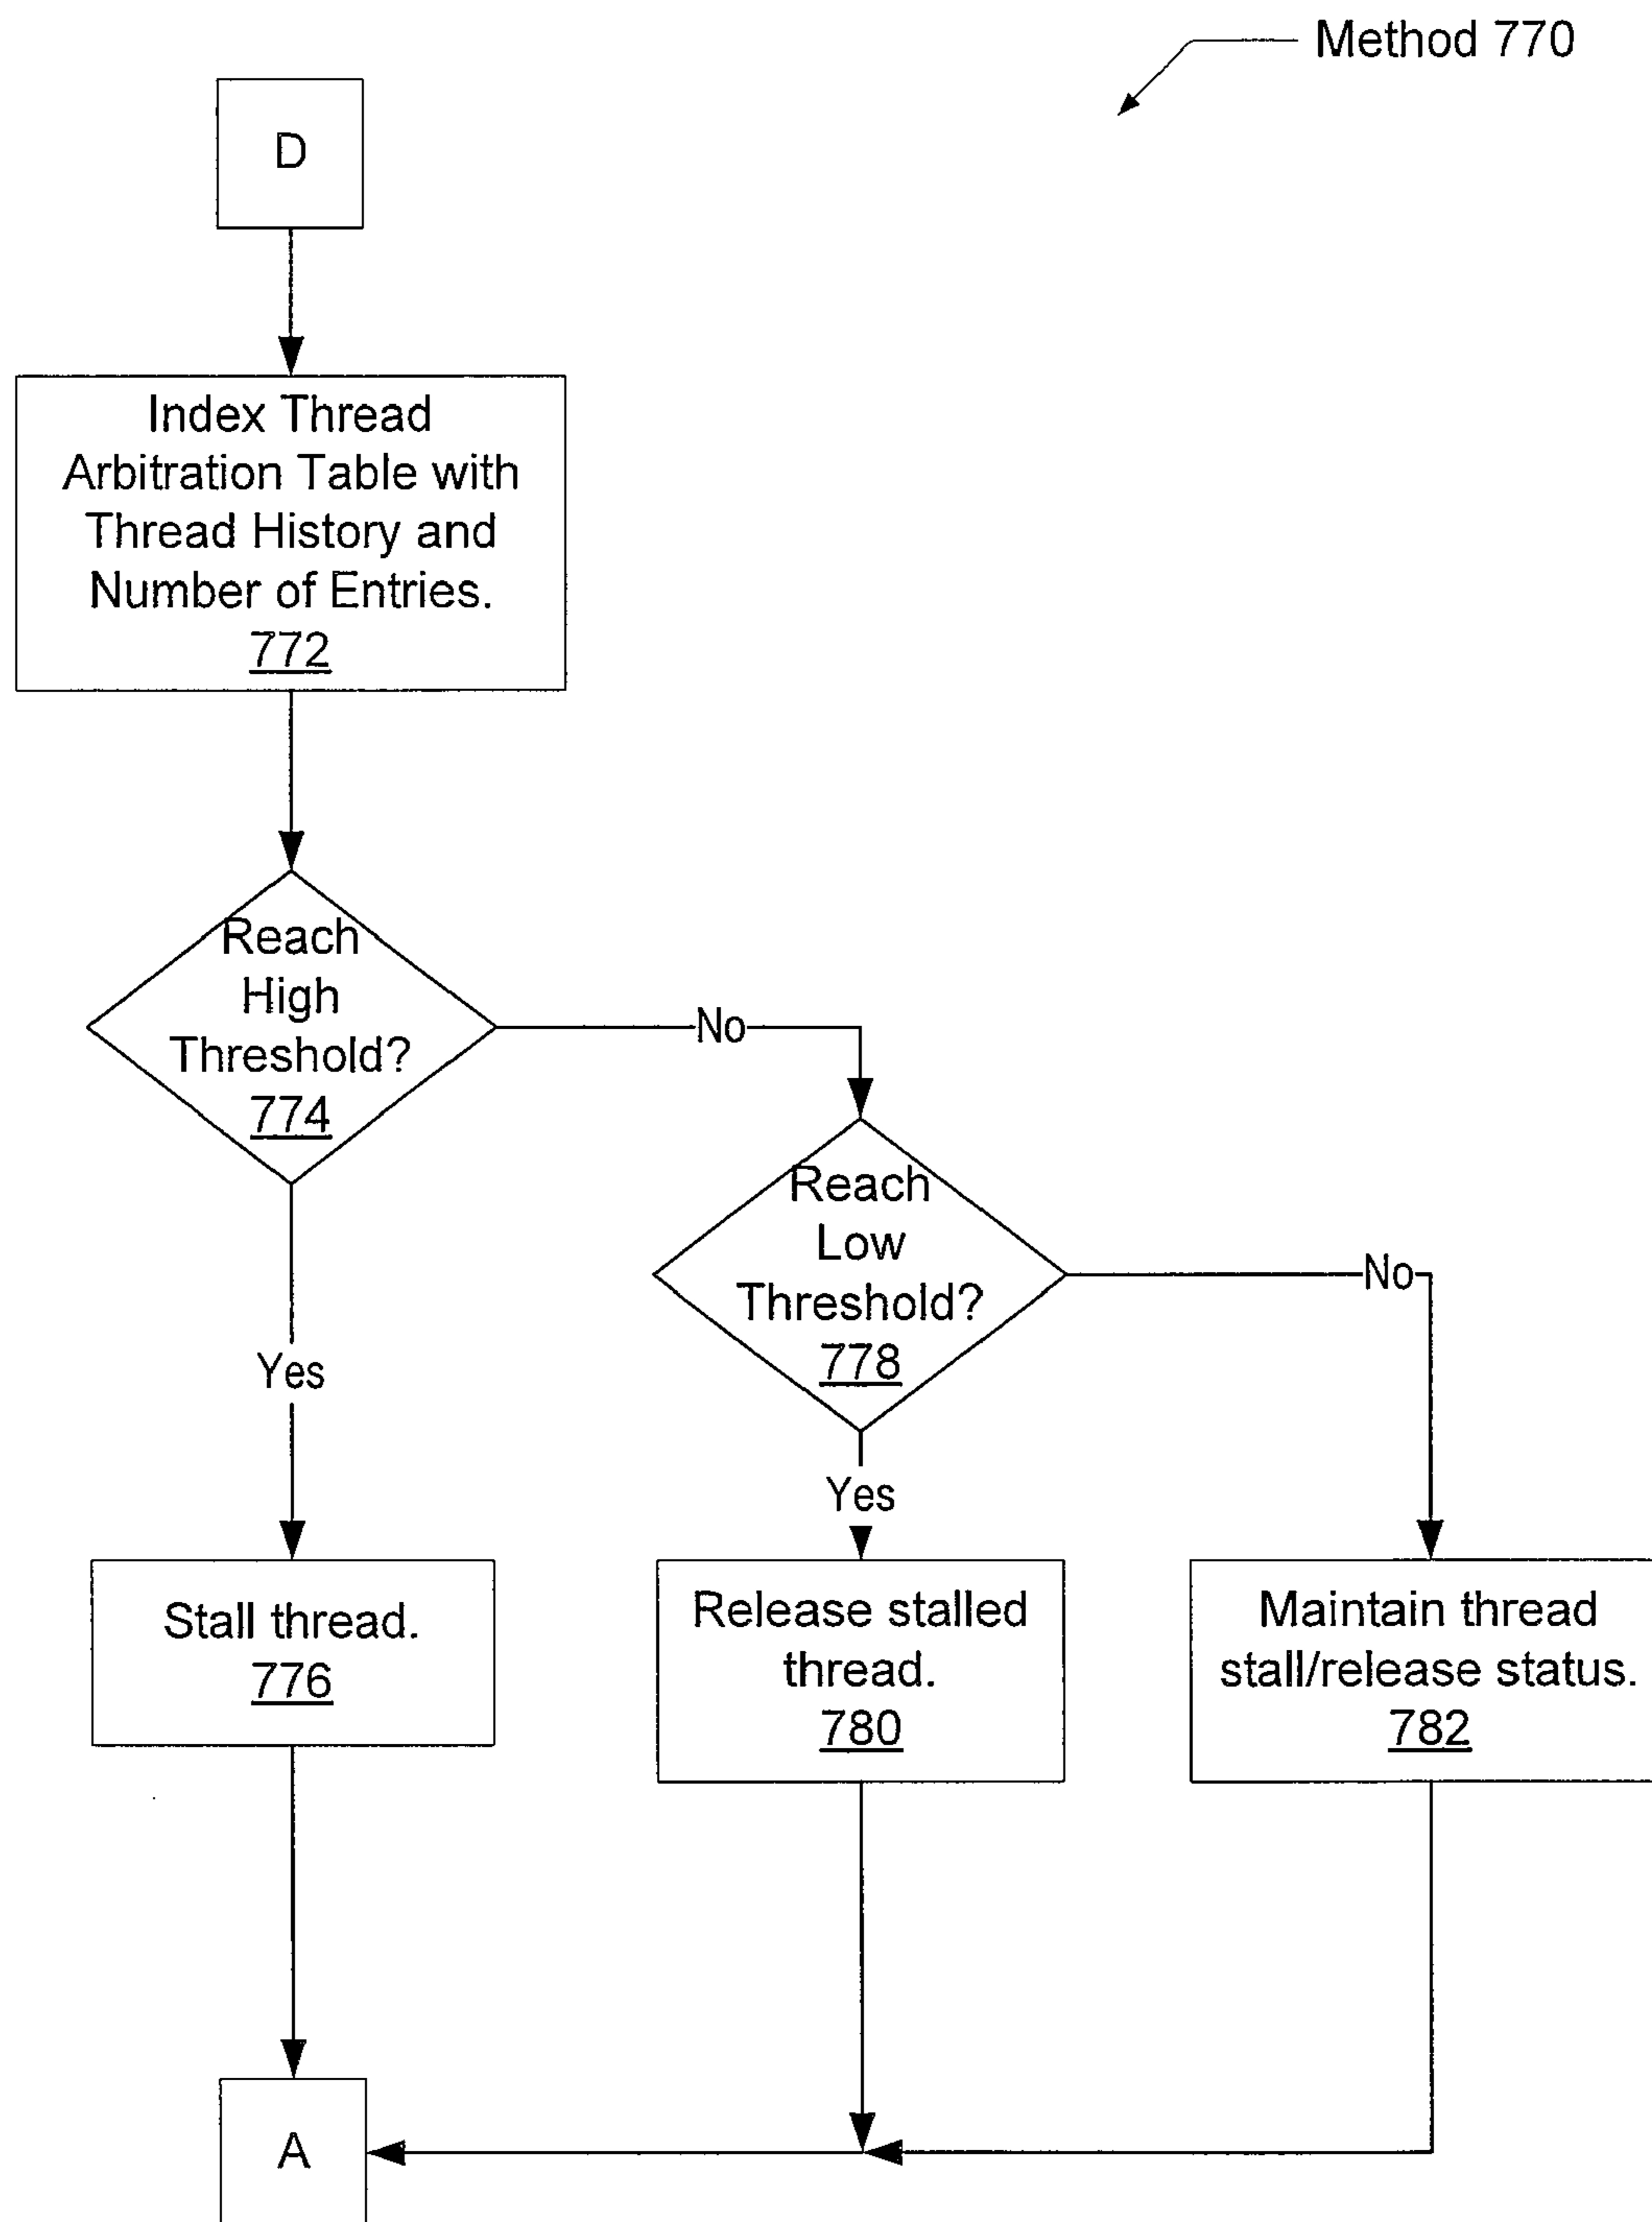 Method 770
D
Index Thread
Arbitration Table with
Thread History and
Number of Entries.
772
Reach
High
Threshold?
774
No
Reach
Low
Threshold?
778
No
Yes
Yes
Stall thread.
776
Release stalled
thread.
780
Maintain thread
stall/release status.
782
A